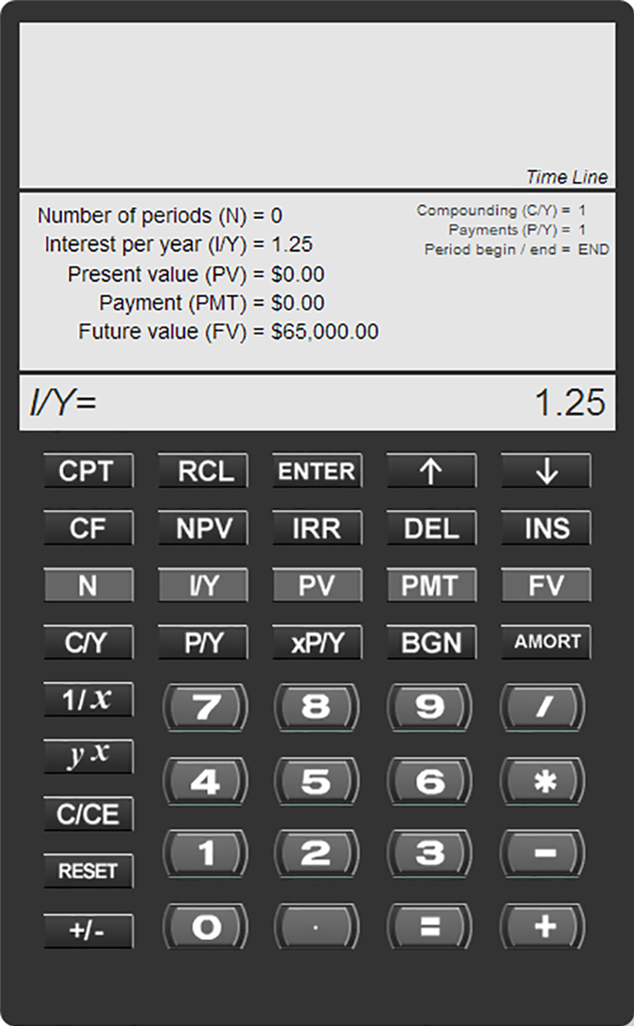 Time Line
Number of periods (N) = 0
Compounding (C/Y) = 1
Interest per year (I/Y) = 1.25
Payments (P/Y) = 1
Present value (PV) = $0.00
Period begin / end = END
Payment (PMT) = $0.00
Future value (FV) = $65,000.00
I/Y= 1.25
CPT RCL ENTER ↑ ↓
CF NPV IRR DEL INS
N I/Y PV PMT FV
C/Y P/Y xP/Y BGN AMORT
1/x 7 8 9 /
y x 4 5 6 *
C/CE
RESET 1 2 3 -
+/- 0 . = +